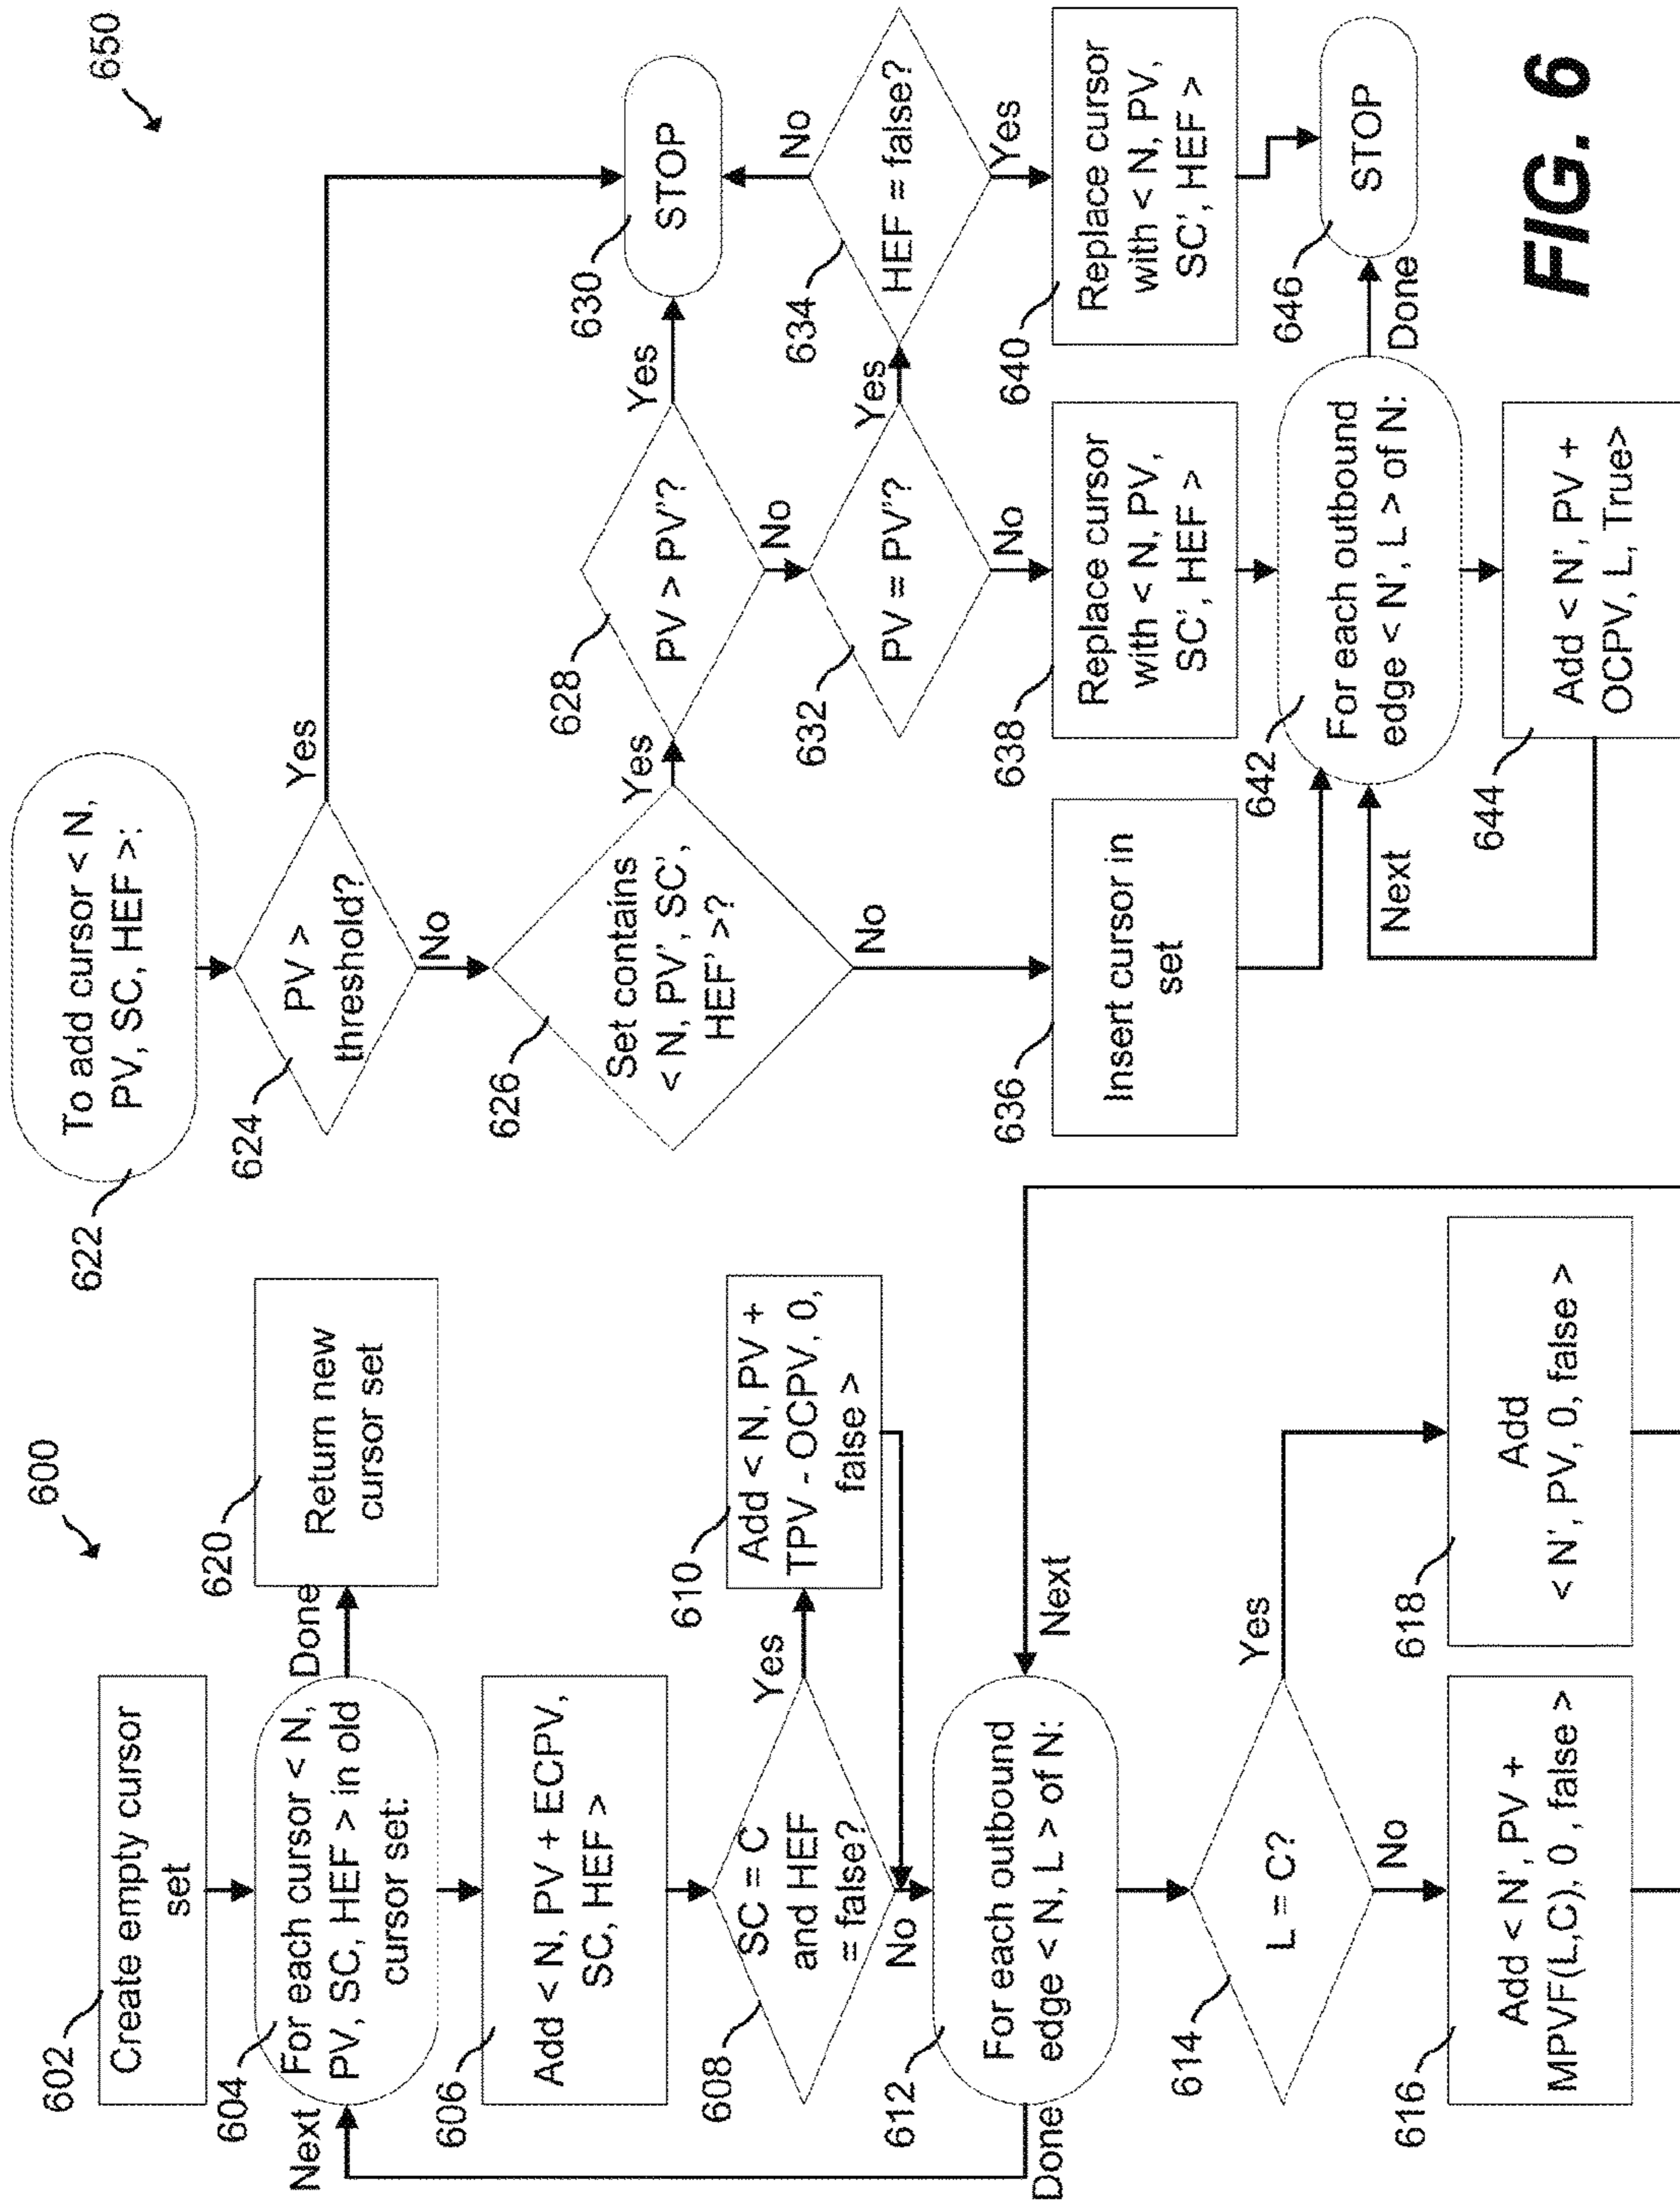 600
602
Create empty cursor
set
604
For each cursor < N,
PV, SC, HEF > in old
cursor set:
Next
Done
620
Return new
cursor set
606
Add < N, PV + ECPV,
SC, HEF >
608
SC = C
and HEF
= false?
Yes
No
610
Add < N, PV +
TPV - OCPV, 0,
false >
612
For each outbound
edge < N, L > of N:
Done
Next
614
L = C?
Yes
No
616
Add < N', PV +
MPVF(L,C), 0 , false >
618
Add
< N', PV, 0, false >
650
622
To add cursor < N,
PV, SC, HEF >:
624
PV >
threshold?
Yes
No
626
Set contains
< N, PV', SC',
HEF' >?
Yes
No
628
PV > PV'?
Yes
No
630
STOP
632
PV = PV'?
Yes
No
634
HEF = false?
No
Yes
636
Insert cursor in
set
638
Replace cursor
with < N, PV,
SC', HEF >
640
Replace cursor
with < N, PV,
SC', HEF >
642
For each outbound
edge < N', L > of N:
Next
Done
644
Add < N', PV +
OCPV, L, True>
646
STOP
FIG. 6